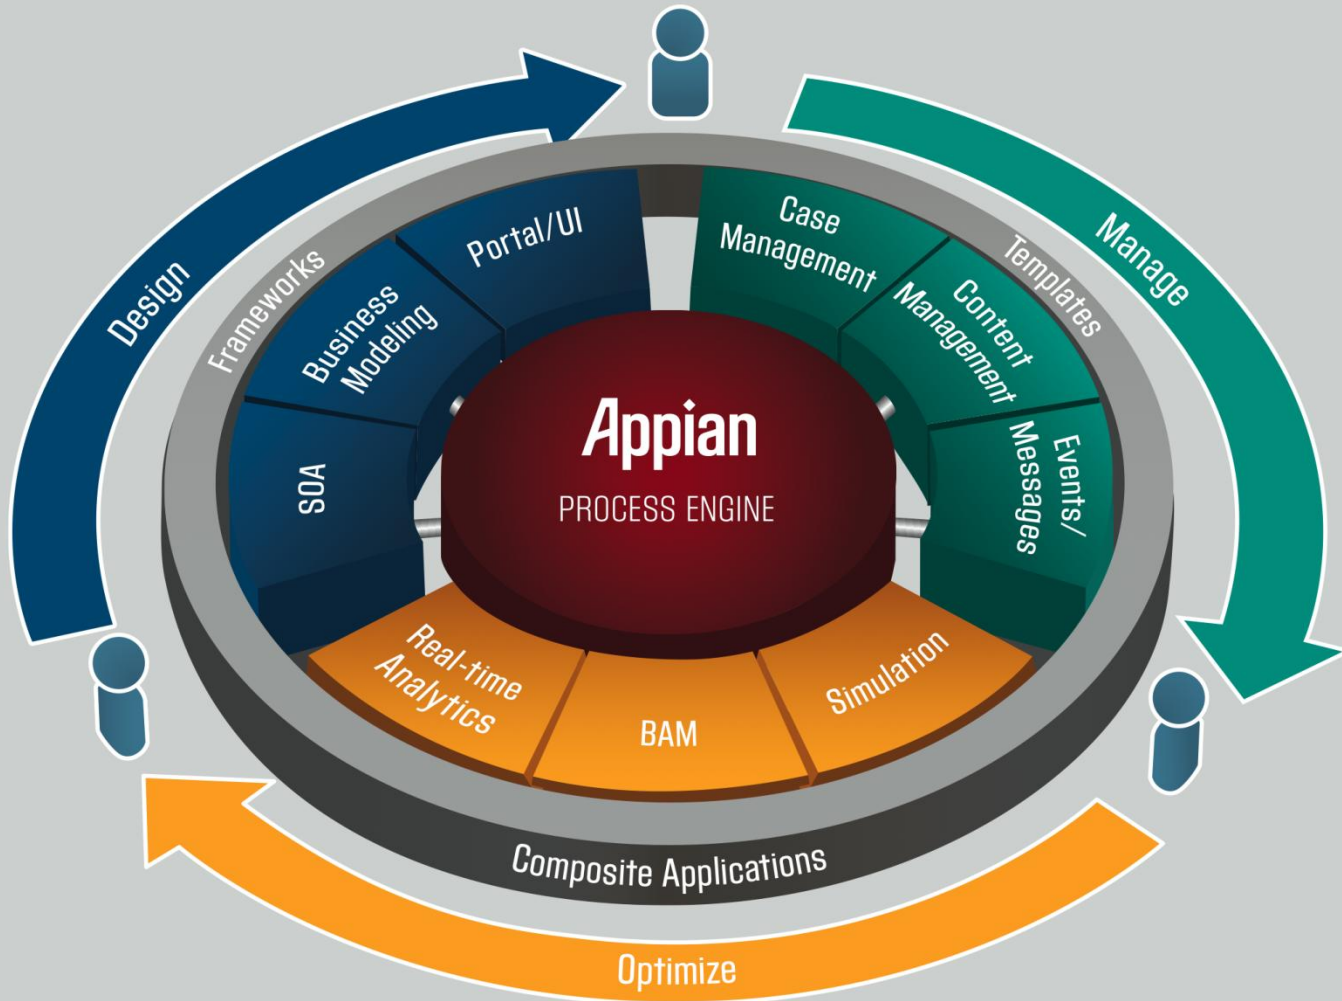 Design
Manage
Frameworks
Templates
Portal/UI
Business
Modeling
SOA
Case
Management
Content
Management
Events/
Messages
Appian
PROCESS ENGINE
Real-time
Analytics
BAM
Simulation
Composite Applications
Optimize